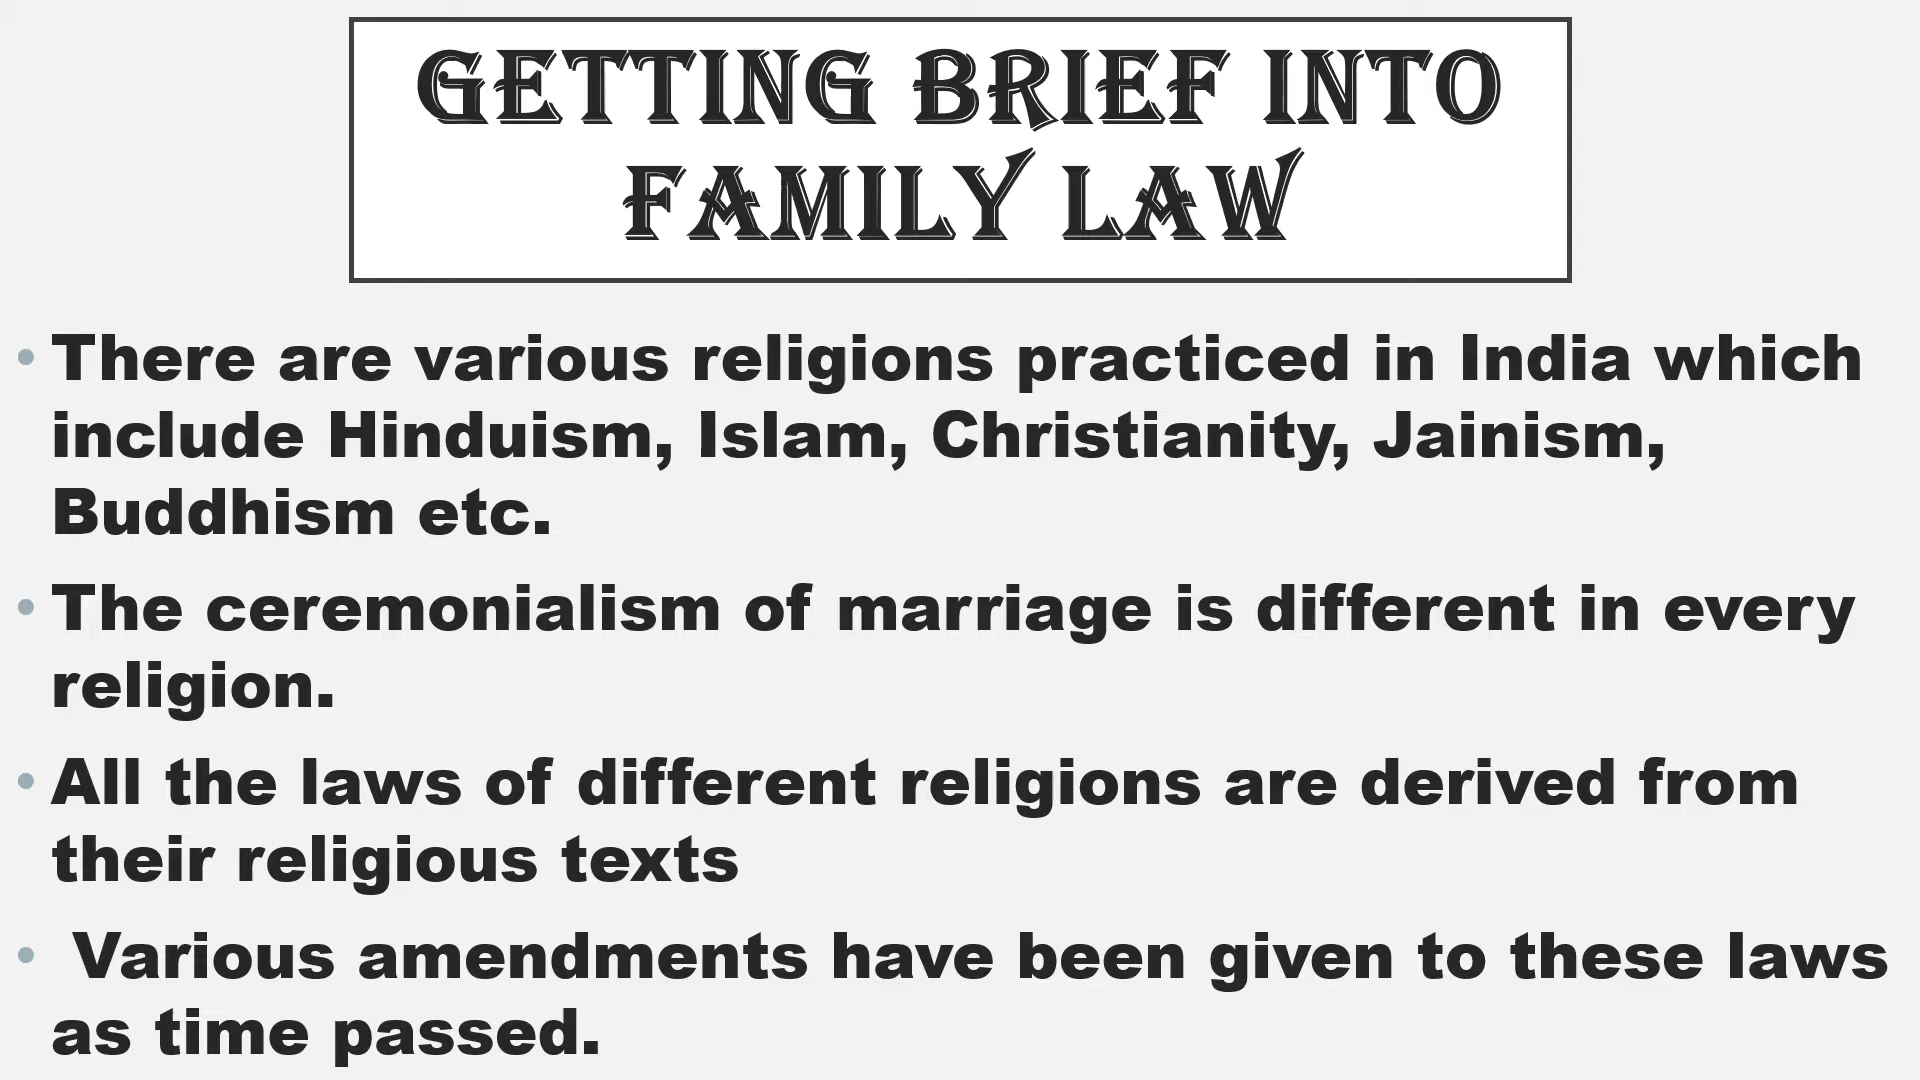 GETTING BRIEF INTO
FAMILY LAW
• There are various religions practiced in India which
include Hinduism, Islam, Christianity, Jainism,
Buddhism etc.
• The ceremonialism of marriage is different in every
religion.
• All the laws of different religions are derived from
their religious texts
• Various amendments have been given to these laws
as time passed.